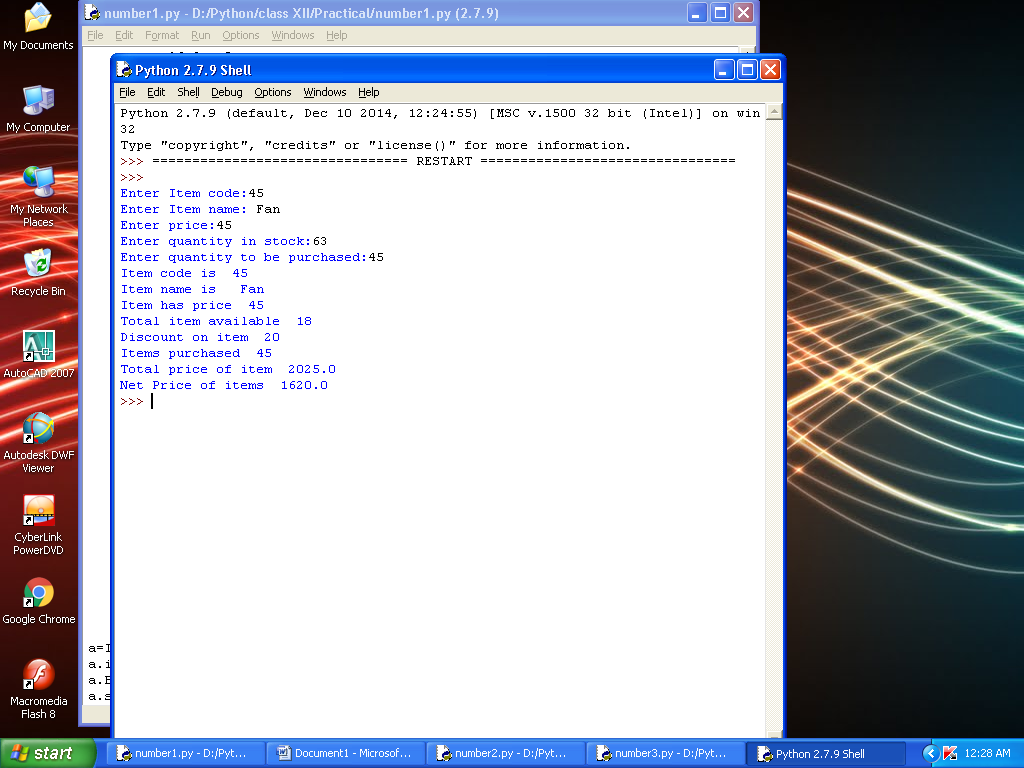 My Documents
My Computer
My Network
Places
Recycle Bin
AutoCAD 2007
Autodesk DWF
Viewer
CyberLink
PowerDVD
Google Chrome
Macromedia
Flash 8
number1.py - D:/Python/class XII/Practical/number1.py (2.7.9)
File Edit Format Run Options Windows Help
Python 2.7.9 Shell
File Edit Shell Debug Options Windows Help
Python 2.7.9 (default, Dec 10 2014, 12:24:55) [MSC v.1500 32 bit (Intel)] on win
32
Type "copyright", "credits" or "license()" for more information.
>>> ================================ RESTART ================================
>>>
Enter Item code:45
Enter Item name: Fan
Enter price:45
Enter quantity in stock:63
Enter quantity to be purchased:45
Item code is  45
Item name is   Fan
Item has price  45
Total item available  18
Discount on item  20
Items purchased  45
Total price of item  2025.0
Net Price of items  1620.0
>>>
a=I
a.i
a.
a.s
start
number1.py - D:/Pyt...
Document1 - Microsof...
number2.py - D:/Pyt...
number3.py - D:/Pyt...
Python 2.7.9 Shell
12:28 AM